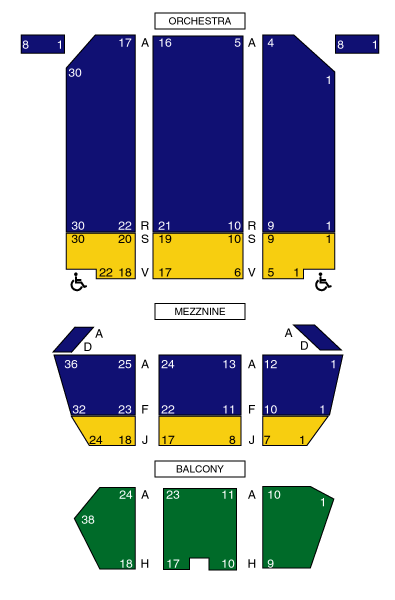 ORCHESTRA
8 1 17 A 16 5 A 4 8 1
30 1
30 22 R 21 10 R 9 1
30 20 S 19 10 S 9 1
22 18 V 17 6 V 5 1
MEZZNINE
A A
D D
36 25 A 24 13 A 12 1
32 23 F 22 11 F 10 1
24 18 J 17 8 J 7 1
BALCONY
24 A 23 11 A 10
1
38
18 H 17 10 H 9